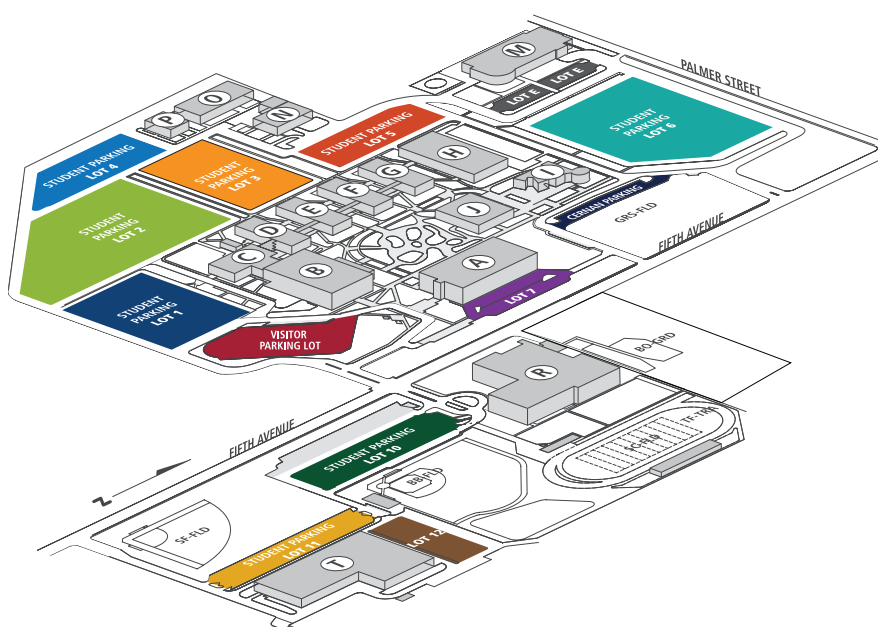 M
LOT E
LOT E
PALMER STREET
P
O
N
STUDENT PARKING
LOT 4
STUDENT PARKING
LOT 3
STUDENT PARKING
LOT 5
STUDENT
PARKING
LOT 6
H
G
F
I
E
J
D
CERNAN PARKING
GRS-FLD
STUDENT
PARKING
LOT 2
C
B
A
FIFTH AVENUE
STUDENT
PARKING
LOT 1
LOT 7
VISITOR
PARKING LOT
BO-GRD
R
FIFTH AVENUE
STUDENT PARKING
LOT 10
TF-TRK
SC-FLD
BB-FLD
N
SF-FLD
STUDENT PARKING
LOT 11
LOT 12
T